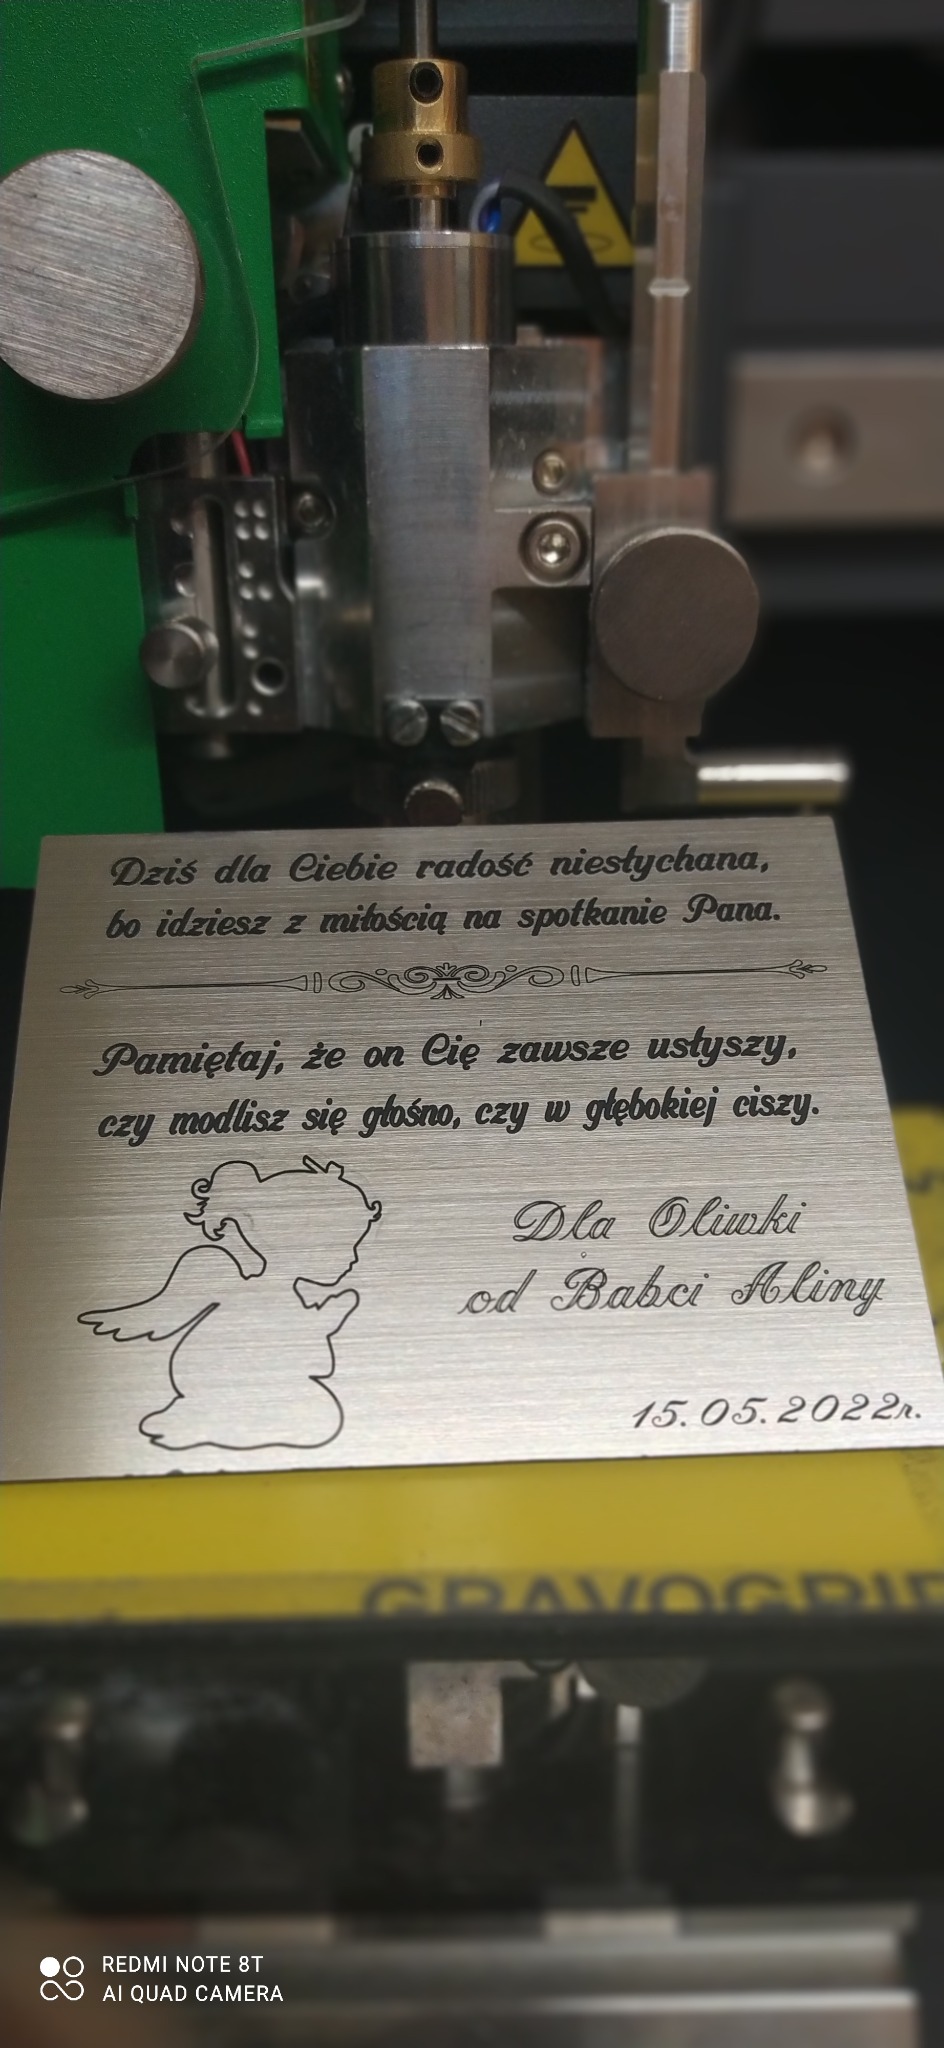 Dziś dla Ciebie radość niesłychana,
bo idziesz z miłością na spotkanie Pana.
Pamiętaj, że on Cię zawsze usłyszy,
czy modlisz się głośno, czy w głębokiej ciszy.
Dla Oliwki
od Babci Aliny
15.05.2022r.
GRAVOGRIP
REDMI NOTE 8T
AI QUAD CAMERA